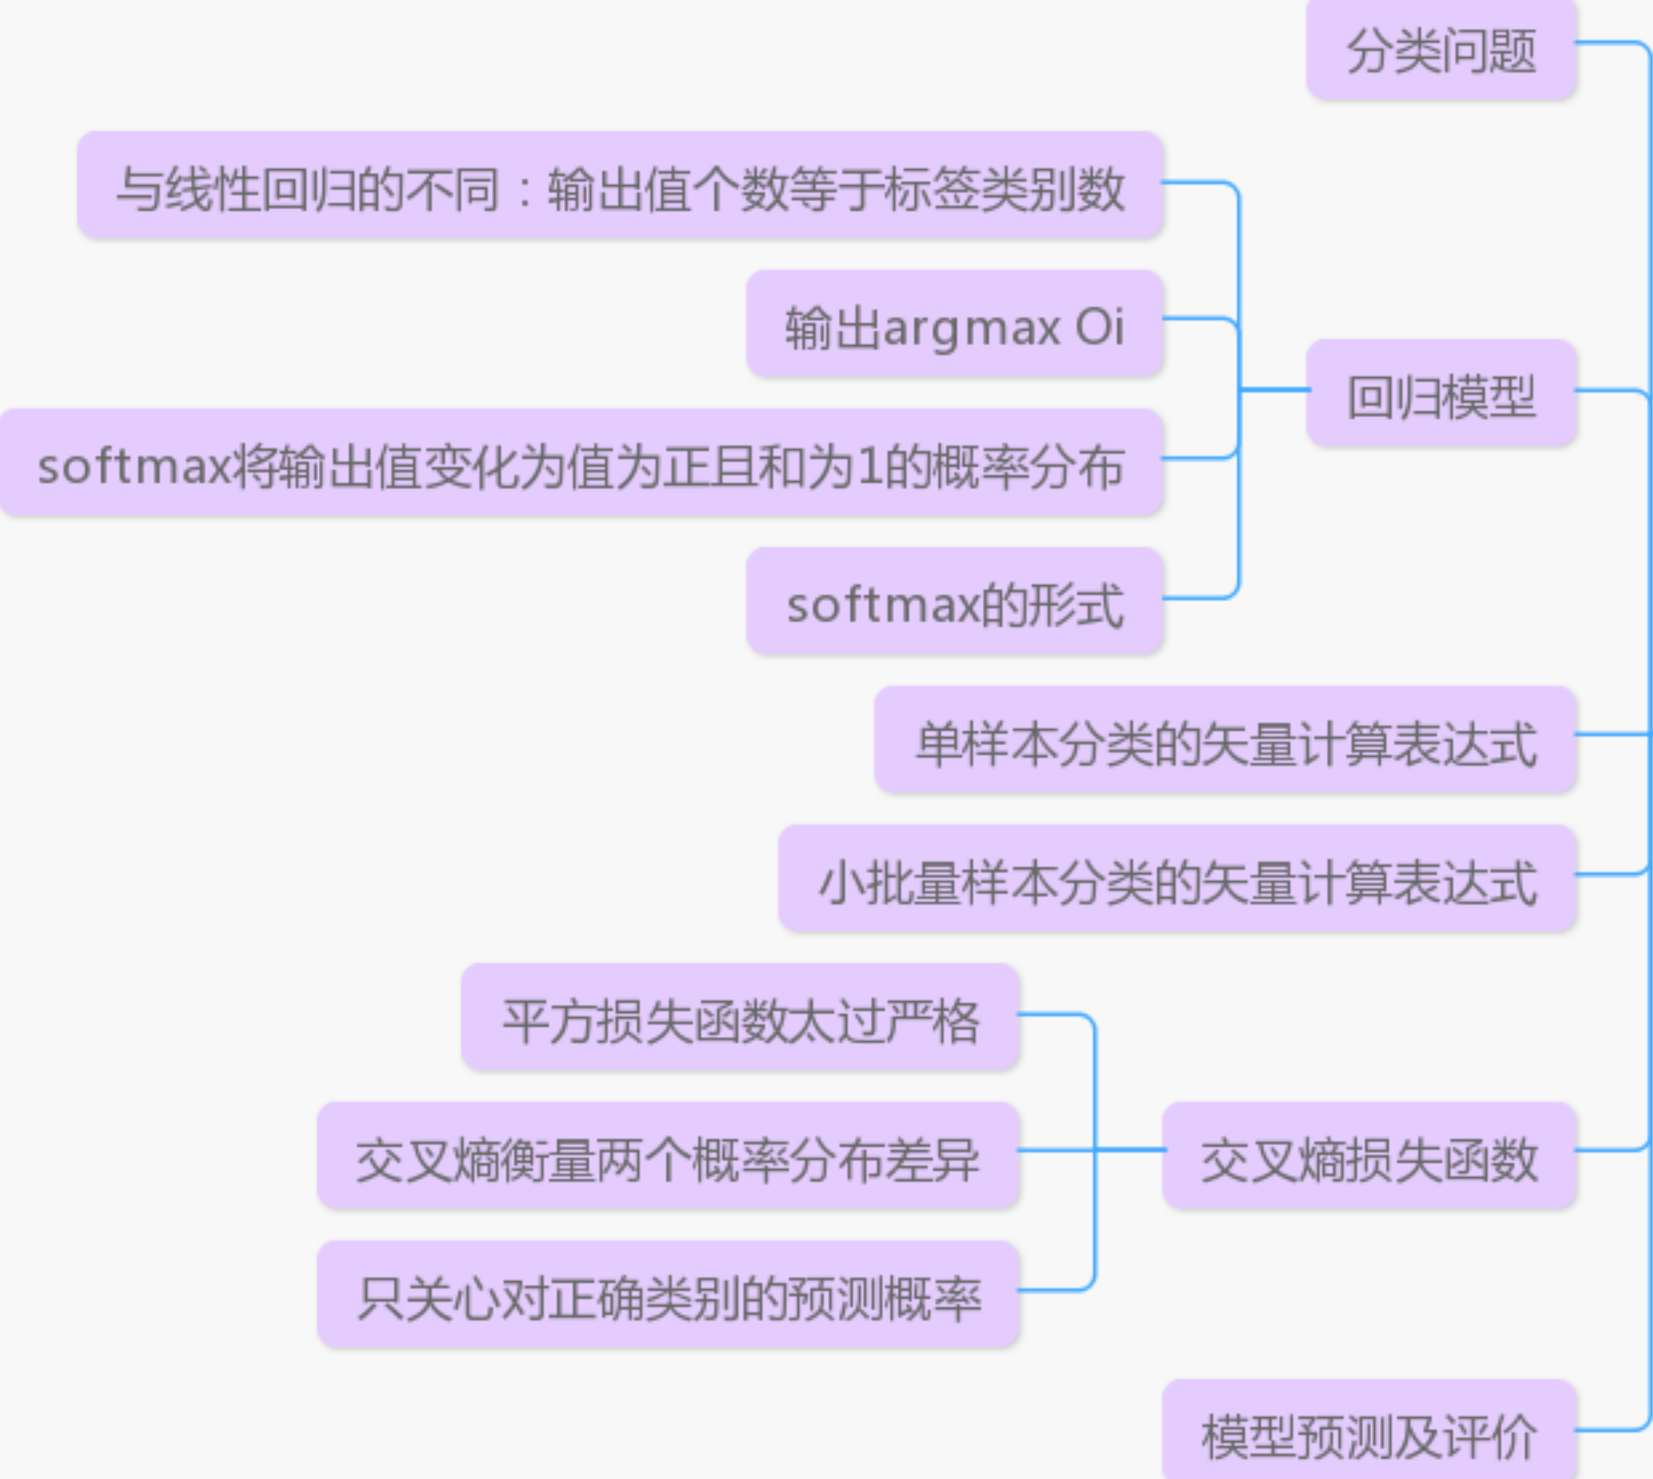 分类问题
与线性回归的不同：输出值个数等于标签类别数
输出argmax Oi
回归模型
softmax将输出值变化为值为正且和为1的概率分布
softmax的形式
单样本分类的矢量计算表达式
小批量样本分类的矢量计算表达式
平方损失函数太过严格
交叉熵衡量两个概率分布差异
交叉熵损失函数
只关心对正确类别的预测概率
模型预测及评价